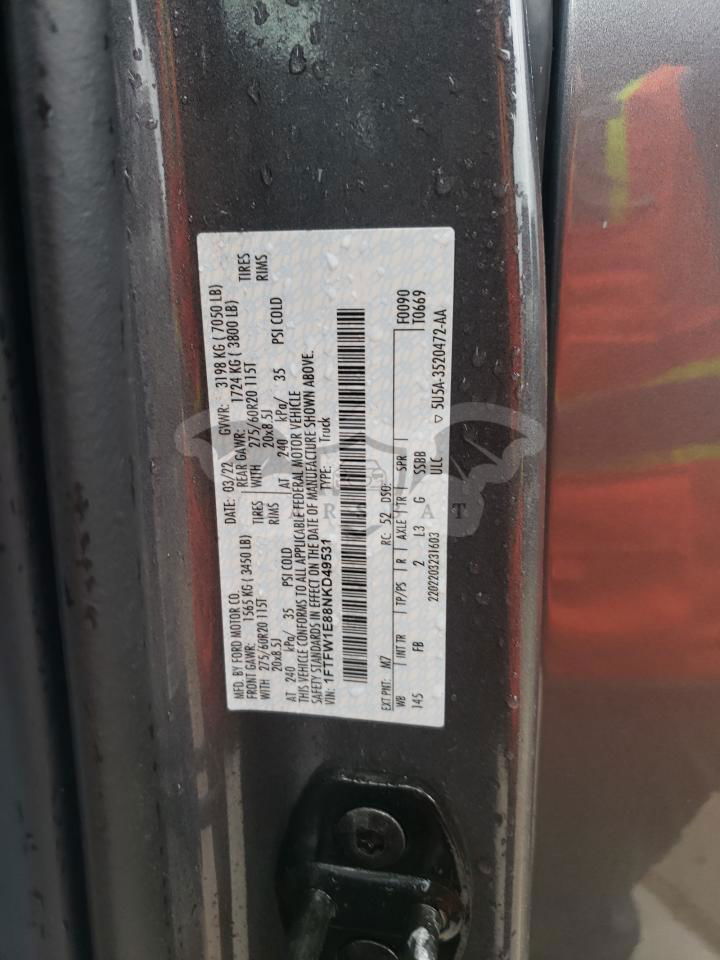 MFD. BY FORD MOTOR CO. DATE: 03/22 GVWR: 3198 KG ( 7050 LB)
FRONT GAWR: 1565 KG ( 3450 LB) REAR GAWR: 1724 KG ( 3800 LB)
WITH 275/60R20 115T TIRES WITH 275/60R20 115T TIRES
20x8.5J RIMS 20x8.5J RIMS
AT 240 kPa/ 35 PSI COLD AT 240 kPa/ 35 PSI COLD
THIS VEHICLE CONFORMS TO ALL APPLICABLE FEDERAL MOTOR VEHICLE
SAFETY STANDARDS IN EFFECT ON THE DATE OF MANUFACTURE SHOWN ABOVE.
VIN: 1FTFW1E88NKD49531 TYPE: Truck
EXT PNT: M7 RC: 52 DSO: F0090
WB INT TR TP/PS R AXLE TR SPR T0669
145 FB 2 L3 G SSBB
2202203231603 ULC ▽ 5U5A-3520472-AA